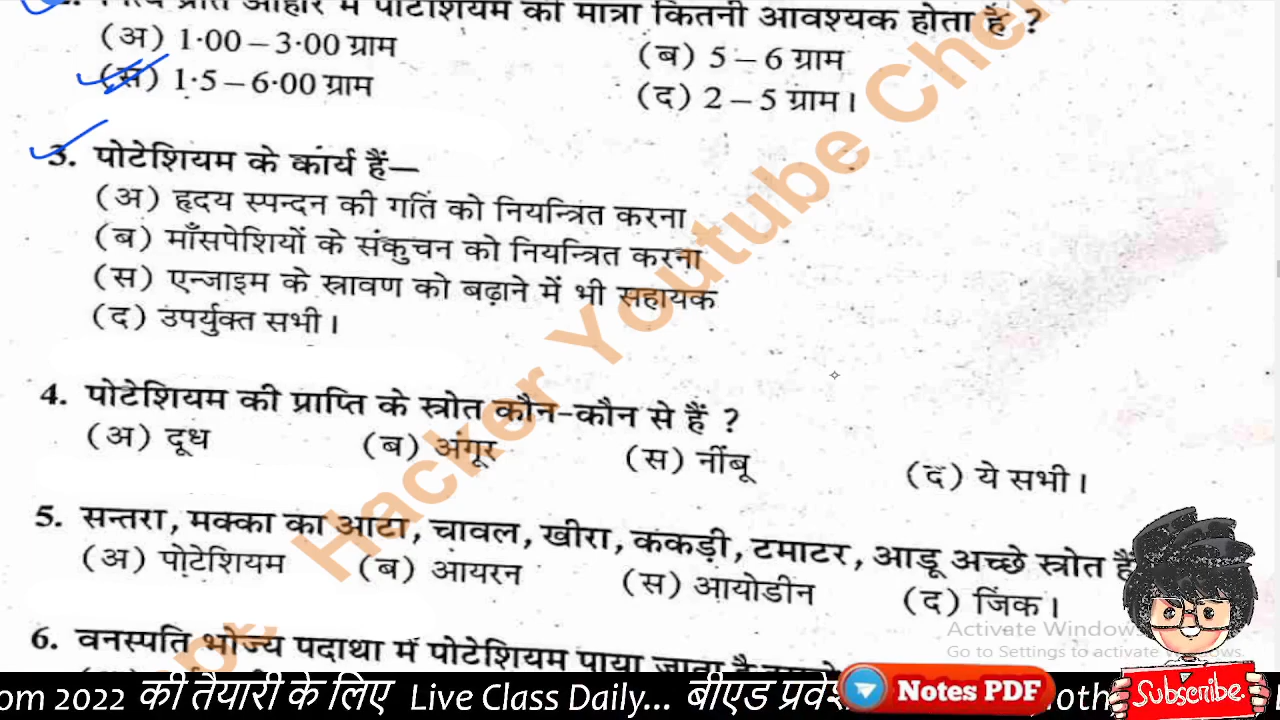 प्रति आहार में पोटेशियम की मात्रा कितनी आवश्यक होता है ?
(अ) 1·00 – 3·00 ग्राम (ब) 5 – 6 ग्राम
(स) 1·5 – 6·00 ग्राम (द) 2 – 5 ग्राम।
3. पोटेशियम के कार्य हैं—
(अ) हृदय स्पन्दन की गति को नियन्त्रित करना
(ब) माँसपेशियों के संकुचन को नियन्त्रित करना
(स) एन्जाइम के स्रावण को बढ़ाने में भी सहायक
(द) उपर्युक्त सभी।
4. पोटेशियम की प्राप्ति के स्त्रोत कौन-कौन से हैं ?
(अ) दूध (ब) अंगूर (स) नींबू (द) ये सभी।
5. सन्तरा, मक्का का आटा, चावल, खीरा, ककड़ी, टमाटर, आडू अच्छे स्त्रोत हैं
(अ) पोटेशियम (ब) आयरन (स) आयोडीन (द) जिंक।
6. वनस्पति भोज्य पदार्थों में पोटेशियम पाया जाता है
Hacker Youtube
Activate Windows
Go to Settings to activate Windows.
om 2022 की तैयारी के लिए Live Class Daily... बीएड
Notes PDF
Subscribe